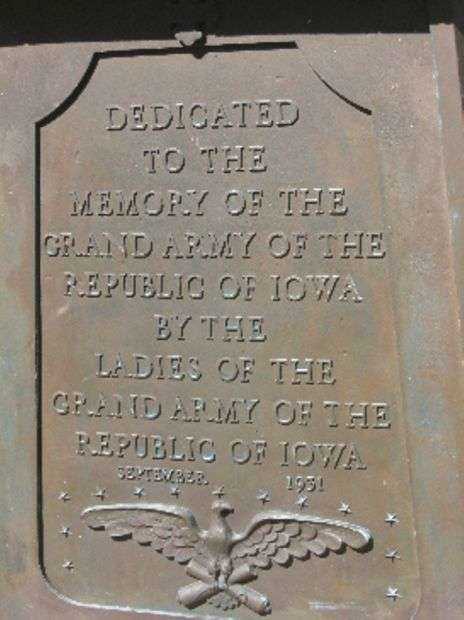 DEDICATED
TO THE
MEMORY OF THE
GRAND ARMY OF THE
REPUBLIC OF IOWA
BY THE
LADIES OF THE
GRAND ARMY OF THE
REPUBLIC OF IOWA
SEPTEMBER 1931